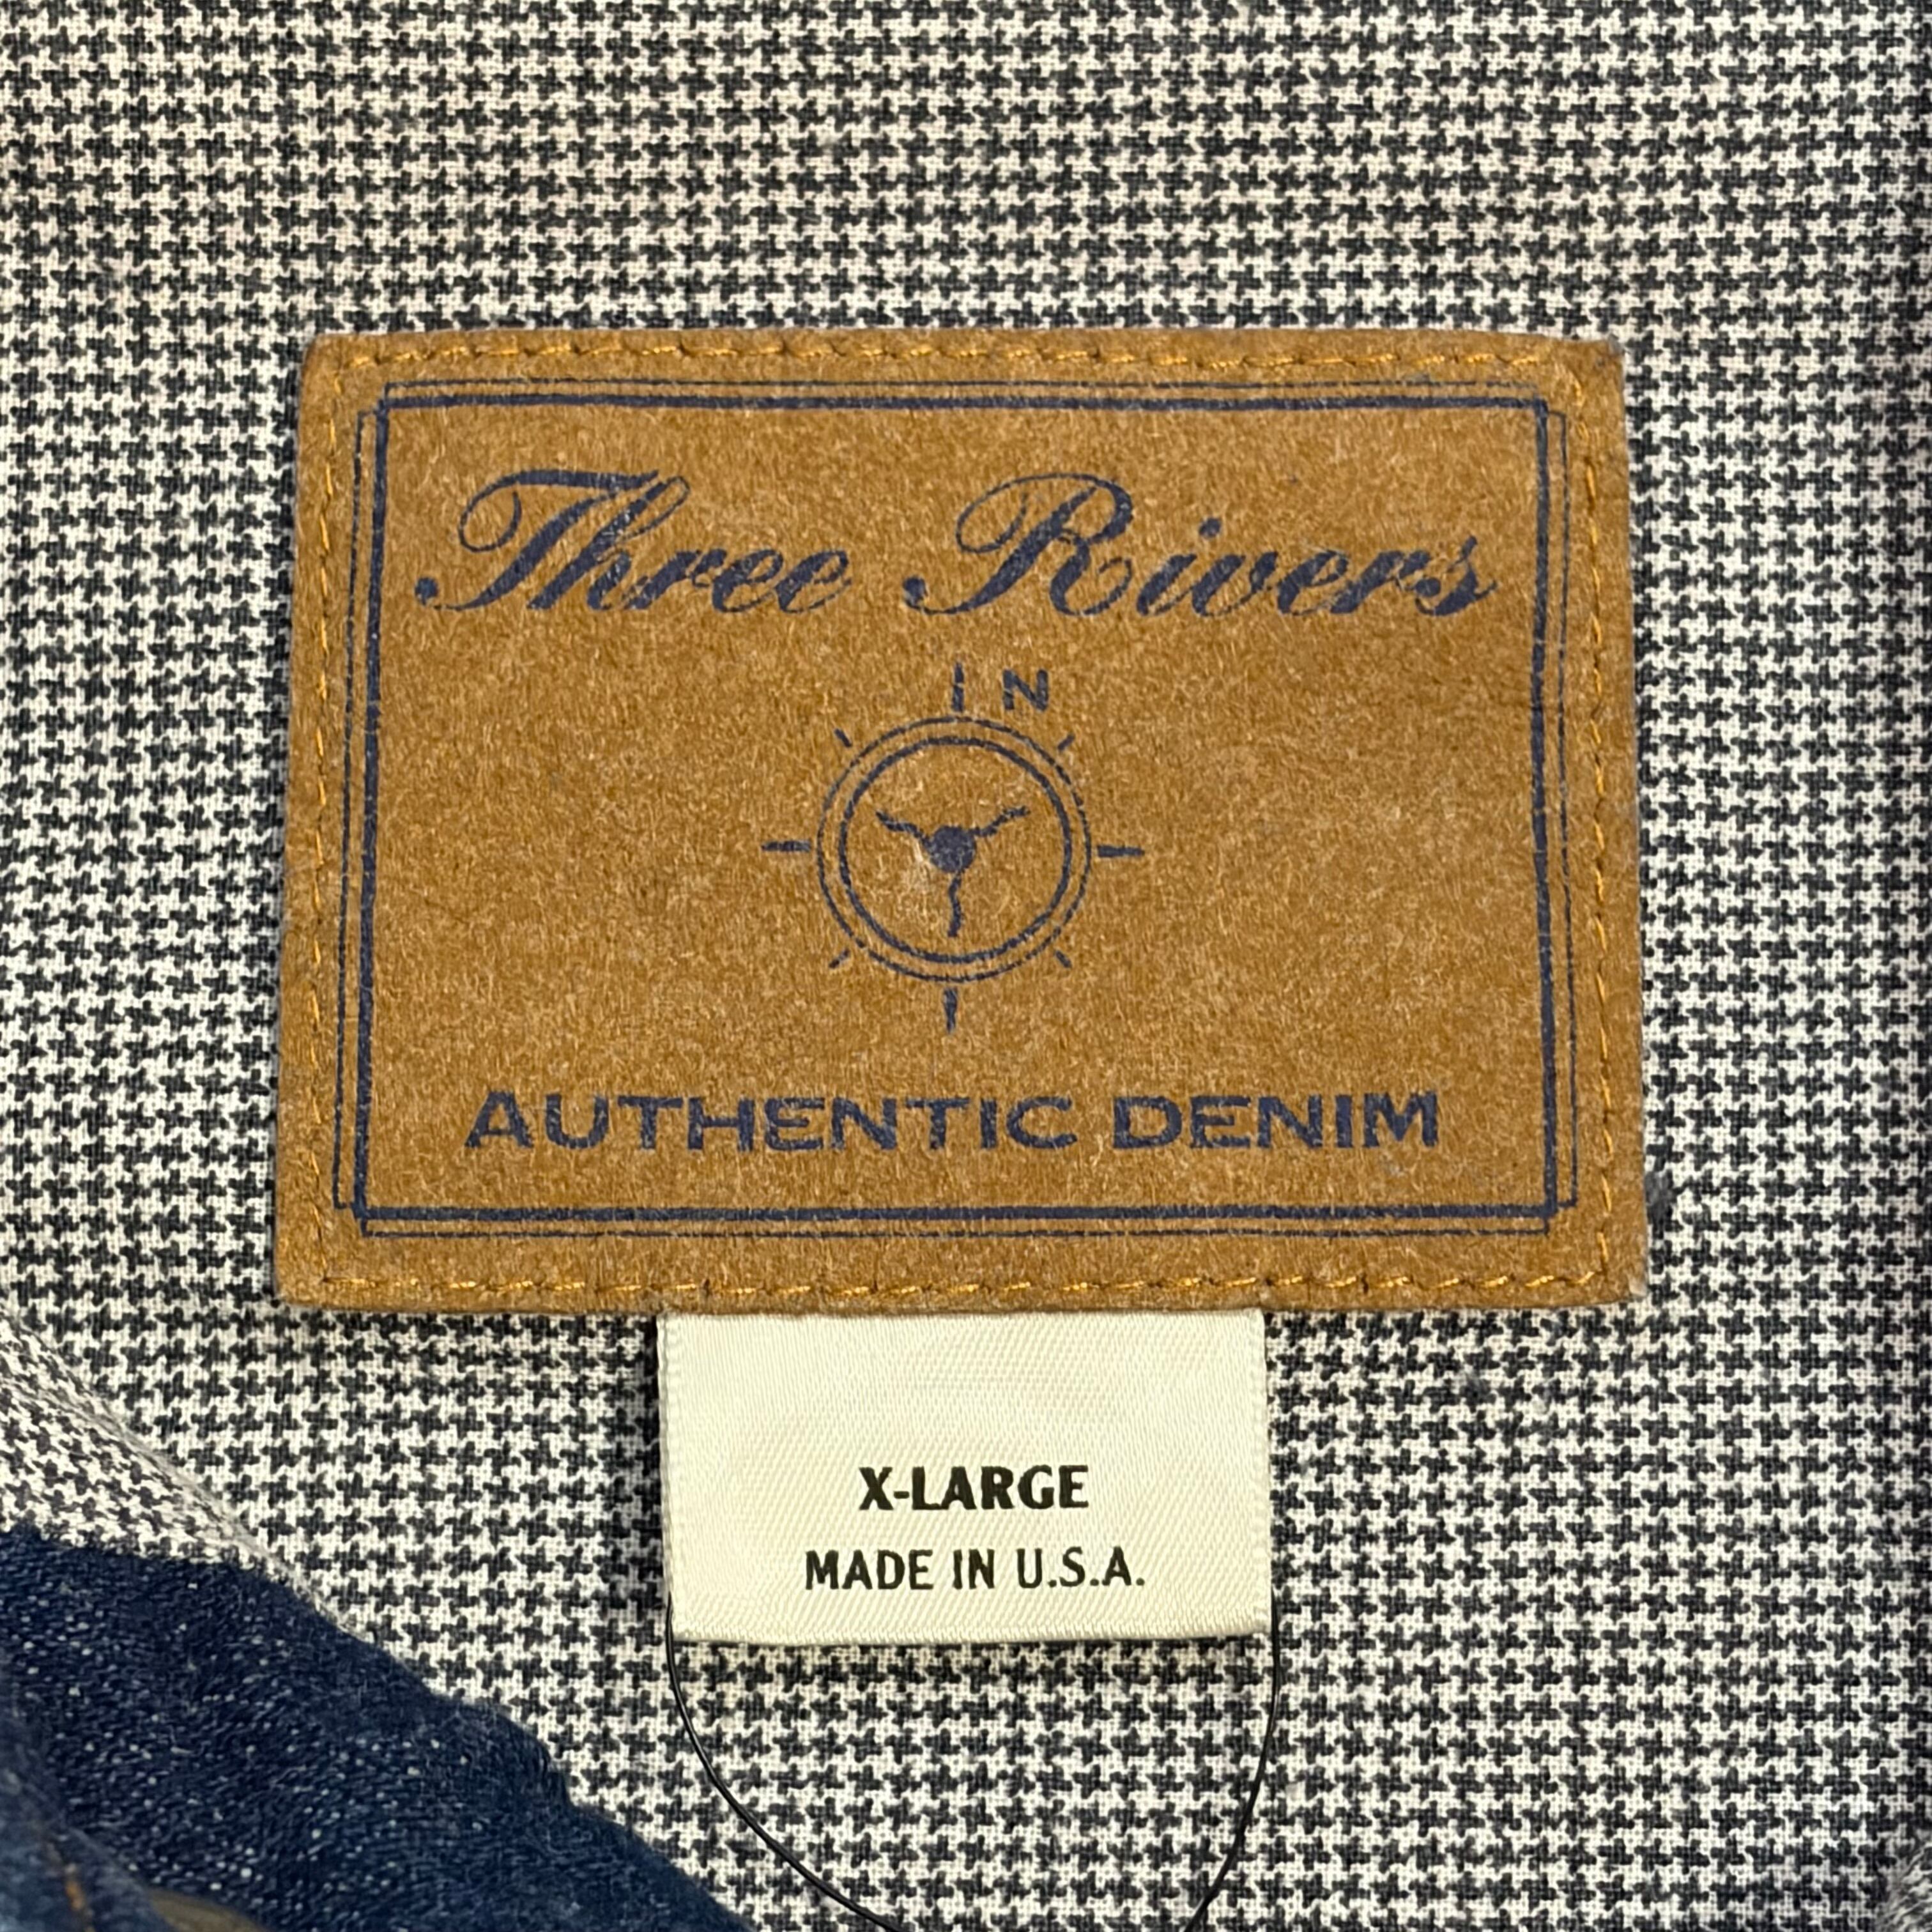 Three Rivers
N
AUTHENTIC DENIM
X-LARGE
MADE IN U.S.A.